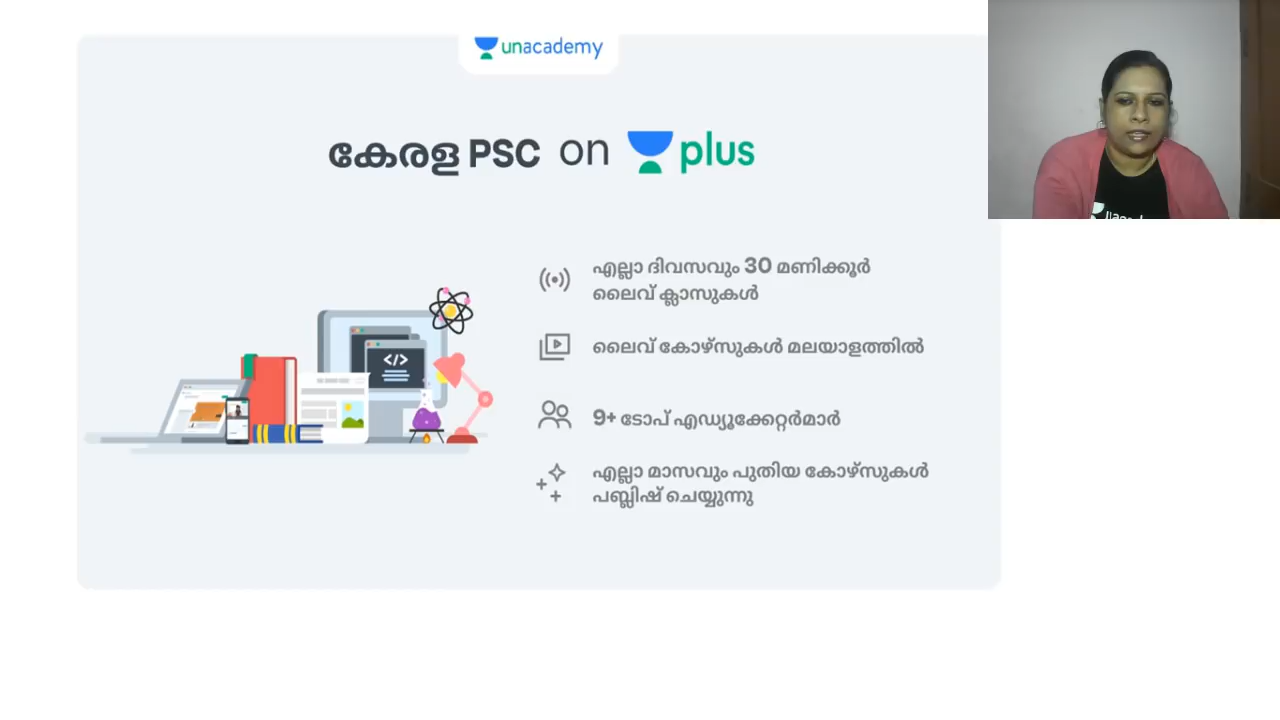 unacademy
കേരള PSC on plus
എല്ലാ ദിവസവും 30 മണിക്കൂർ
ലൈവ് ക്ലാസുകൾ
ലൈവ് കോഴ്സുകൾ മലയാളത്തിൽ
9+ ടോപ് എഡ്യൂക്കേറ്റർമാർ
എല്ലാ മാസവും പുതിയ കോഴ്സുകൾ
പബ്ലിഷ് ചെയ്യുന്നു